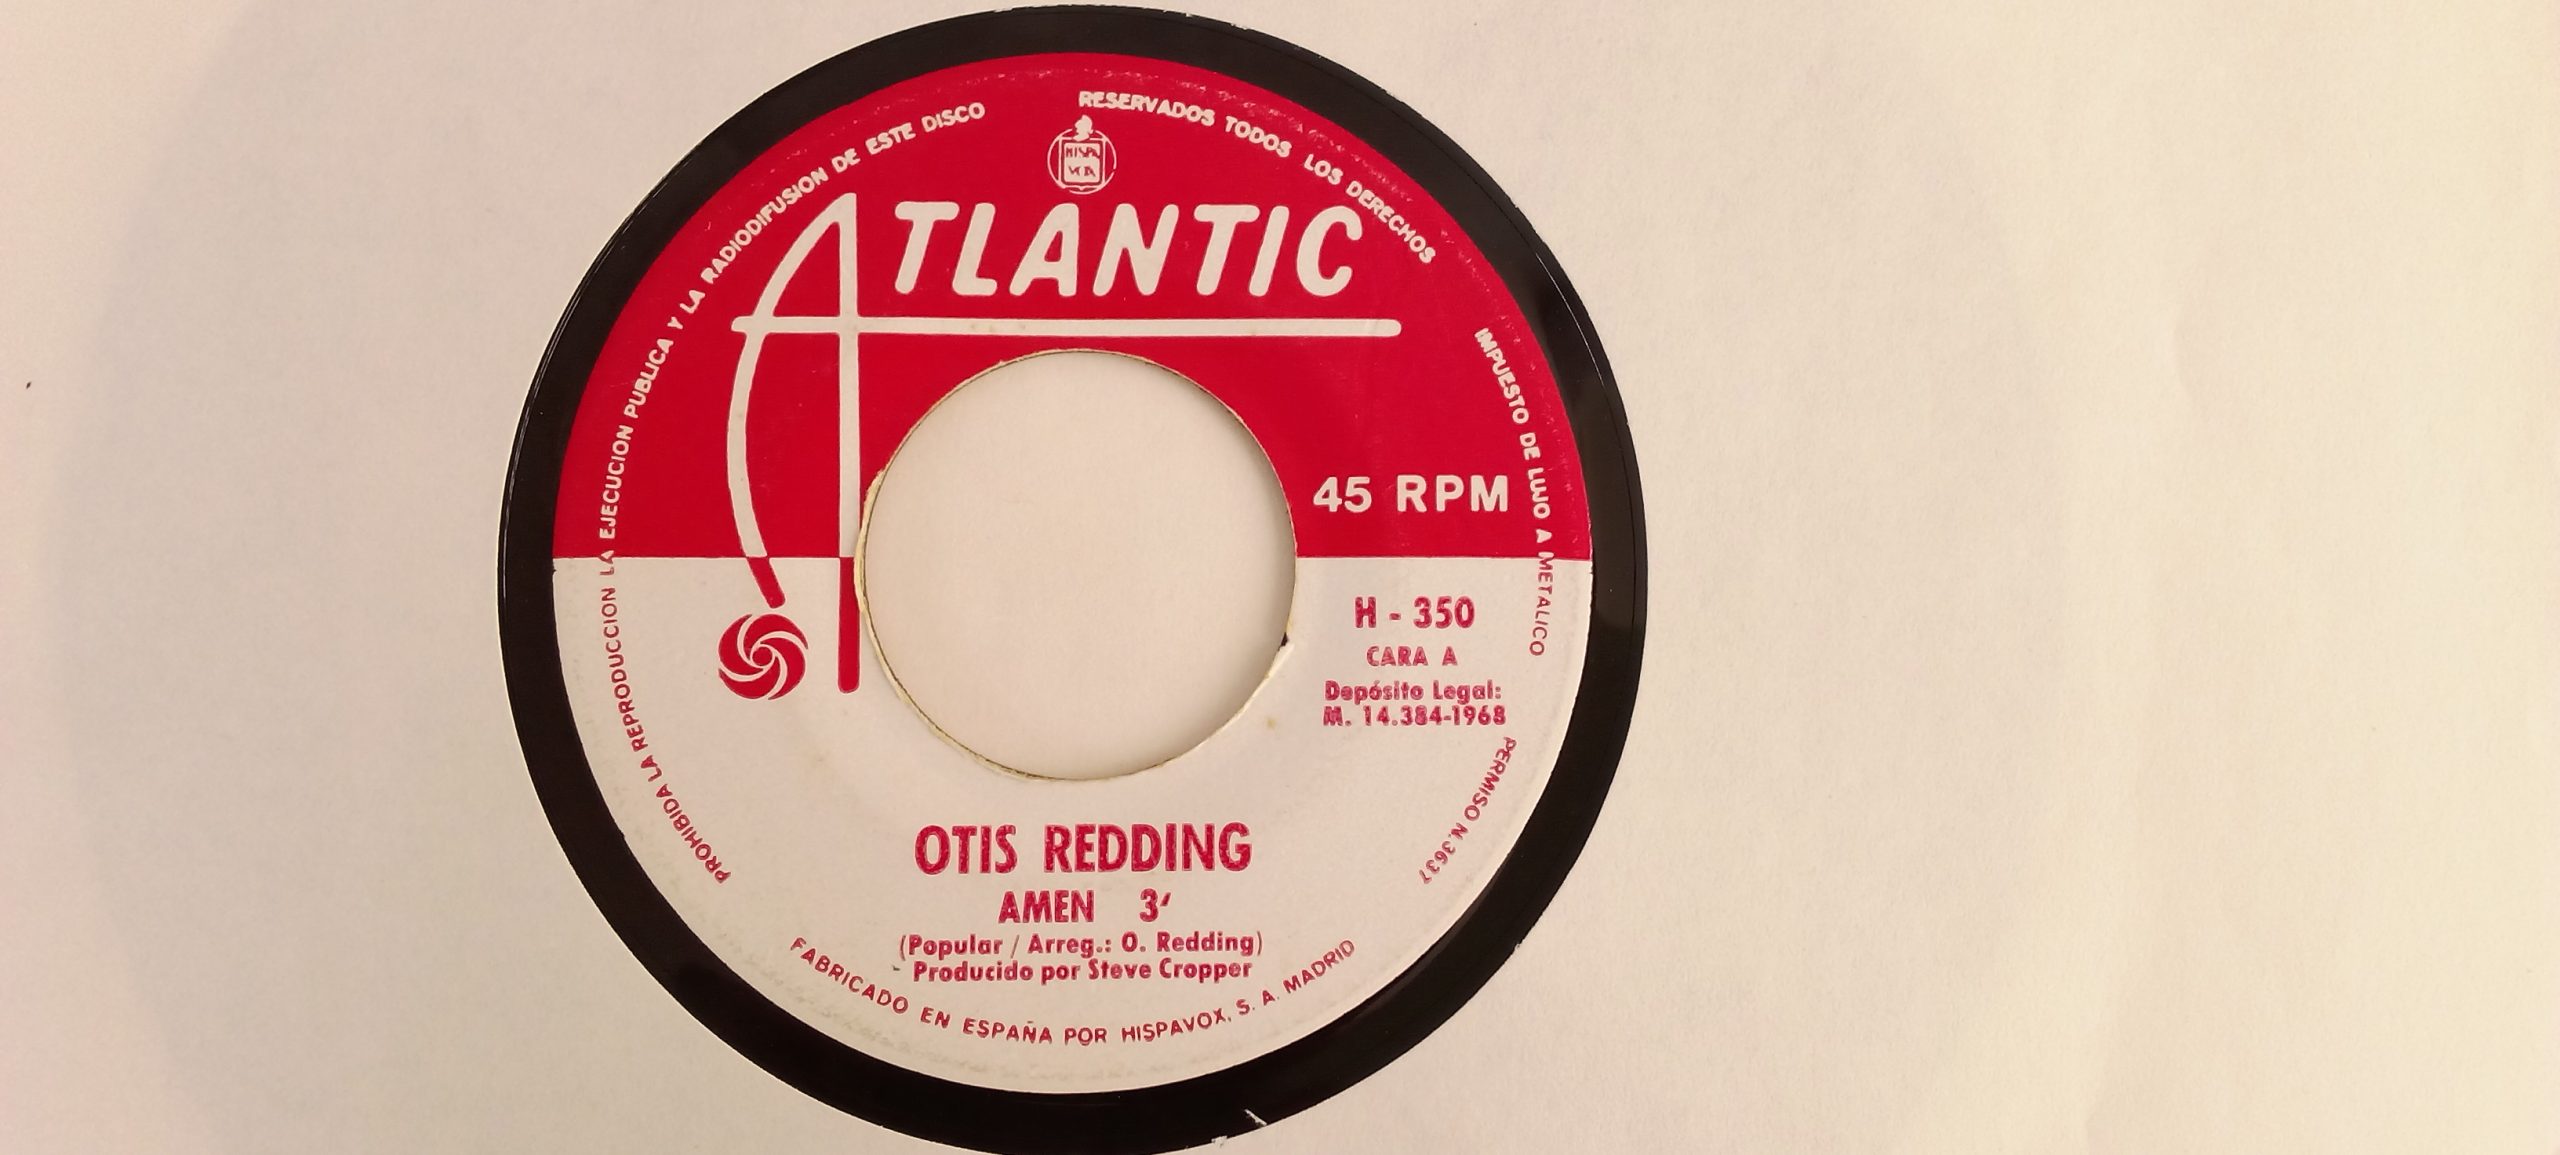 PROHIBIDA LA REPRODUCCION LA EJECUCION PUBLICA Y LA RADIODIFUSION DE ESTE DISCO
RESERVADOS TODOS LOS DERECHOS
IMPUESTO DE LUJO A METALICO
PERMISO N.3637
HISPA
VOX
ATLANTIC
45 RPM
H - 350
CARA A
Depósito Legal:
M. 14.384-1968
OTIS REDDING
AMEN 3′
(Popular / Arreg.: O. Redding)
Producido por Steve Cropper
FABRICADO EN ESPAÑA POR HISPAVOX, S. A. MADRID